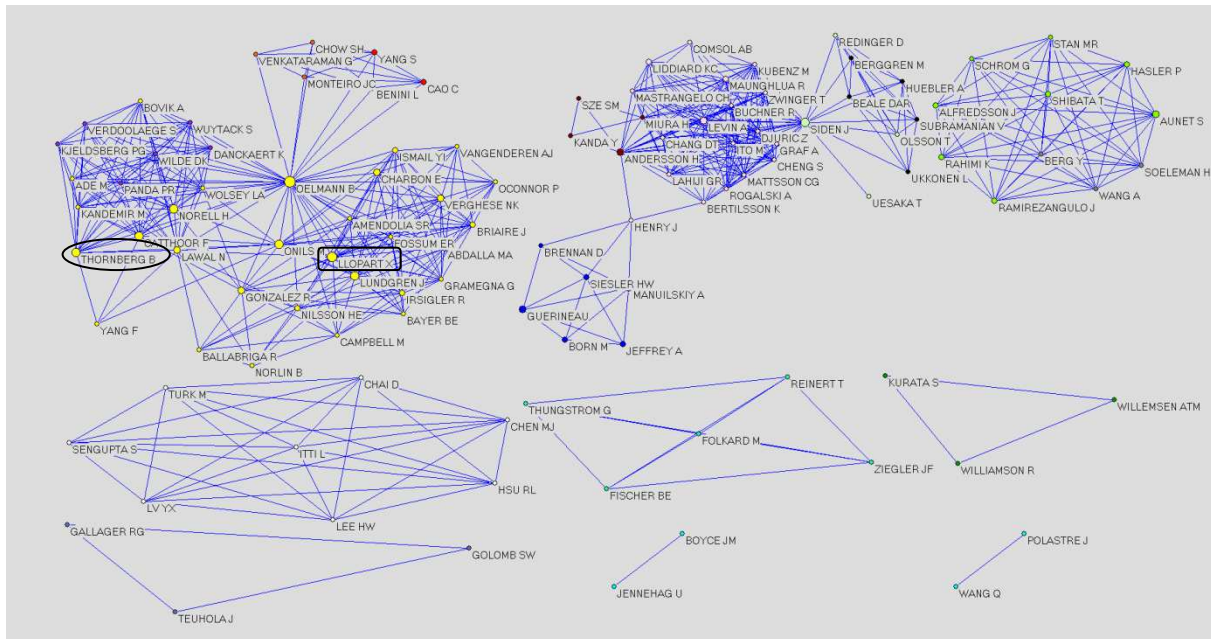 CHOW SH
VENKATARAMAN G
YANG S
MONTEIRO JC
BENINI L
CAO C
BOVIK A
VERDOOLAEGE S
WUYTACK S
KJELDSBERG PG
WILDE DK
DANCKAERT K
ADE M
PANDA PR
WOLSEY LA
KANDEMIR M
NORELL H
CATTHOOR F
THORNBERG B
LAWAL N
YANG F
OELMANN B
ISMAIL YI
VANGENDEREN AJ
CHARBON E
OCONNOR P
VERGHESE NK
AMENDOLIA SR
BRIAIRE J
FOSSUM ER
ONILS M
ABDALLA MA
LLOPART X
LUNDGREN J
GRAMEGNA G
GONZALEZ R
IRSIGLER R
NILSSON HE
BAYER BE
CAMPBELL M
BALLABRIGA R
NORLIN B
COMSOL AB
LIDDIARD KC
KUBENZ M
MAUNGHLUA R
MASTRANGELO CH
ZWINGER T
SZE SM
BUCHNER R
MIURA H
LEVIN A
KANDA Y
CHANG DT
DJURIC Z
ITO M
GRAF A
ANDERSSON H
CHENG S
LAHIJI GR
MATTSSON CG
ROGALSKI A
BERTILSSON K
HENRY J
SIDEN J
REDINGER D
BERGGREN M
HUEBLER A
BEALE DAR
SUBRAMANIAN V
OLSSON T
UKKONEN L
UESAKA T
STAN MR
SCHROM G
HASLER P
SHIBATA T
ALFREDSSON J
AUNET S
RAHIMI K
BERG Y
SOELEMAN H
WANG A
RAMIREZANGULO J
BRENNAN D
SIESLER HW
MANUILSKIY A
GUERINEAU
BORN M
JEFFREY A
CHAI D
TURK M
CHEN MJ
SENGUPTA S
ITTI L
HSU RL
LV YX
LEE HW
REINERT T
THUNGSTROM G
FOLKARD M
ZIEGLER JF
FISCHER BE
KURATA S
WILLEMSEN ATM
WILLIAMSON R
GALLAGER RG
GOLOMB SW
TEUHOLA J
BOYCE JM
JENNEHAG U
POLASTRE J
WANG Q